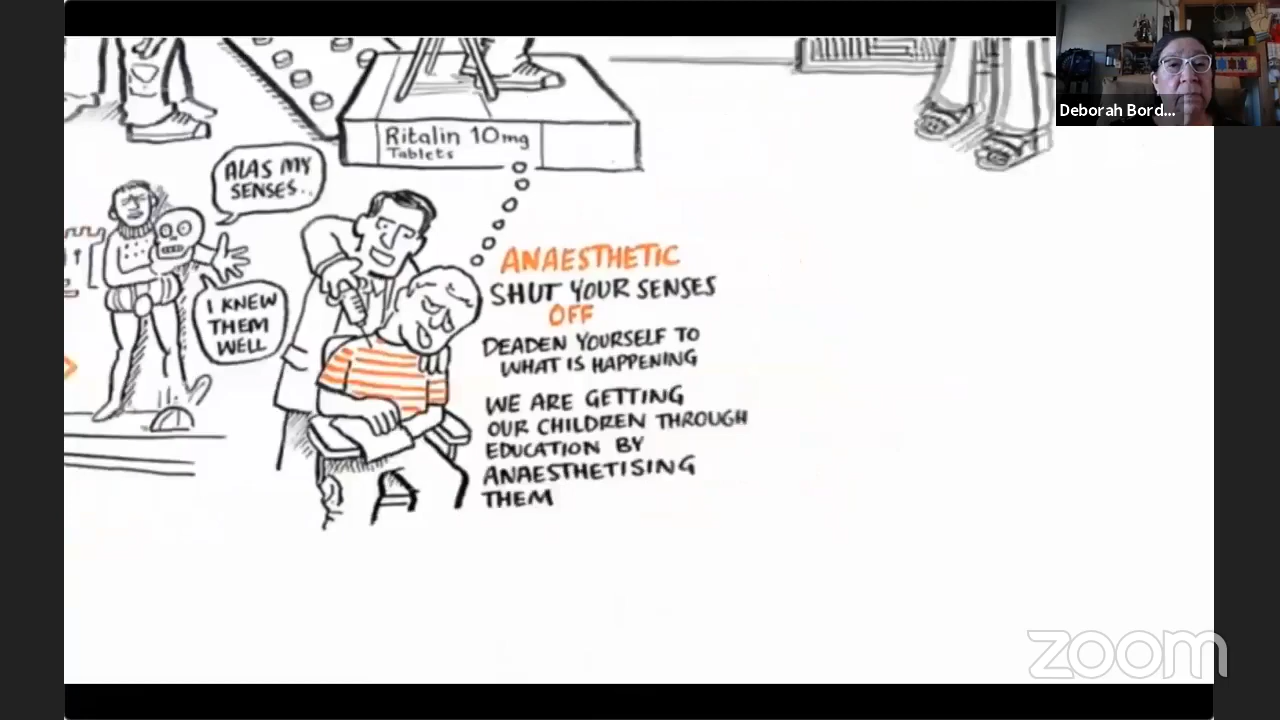 Deborah Bord...
Ritalin 10mg
Tablets
ALAS MY
SENSES..
I KNEW
THEM
WELL
ANAESTHETIC
SHUT YOUR SENSES
OFF
DEADEN YOURSELF TO
WHAT IS HAPPENING
WE ARE GETTING
OUR CHILDREN THROUGH
EDUCATION BY
ANAESTHETISING
THEM
zoom